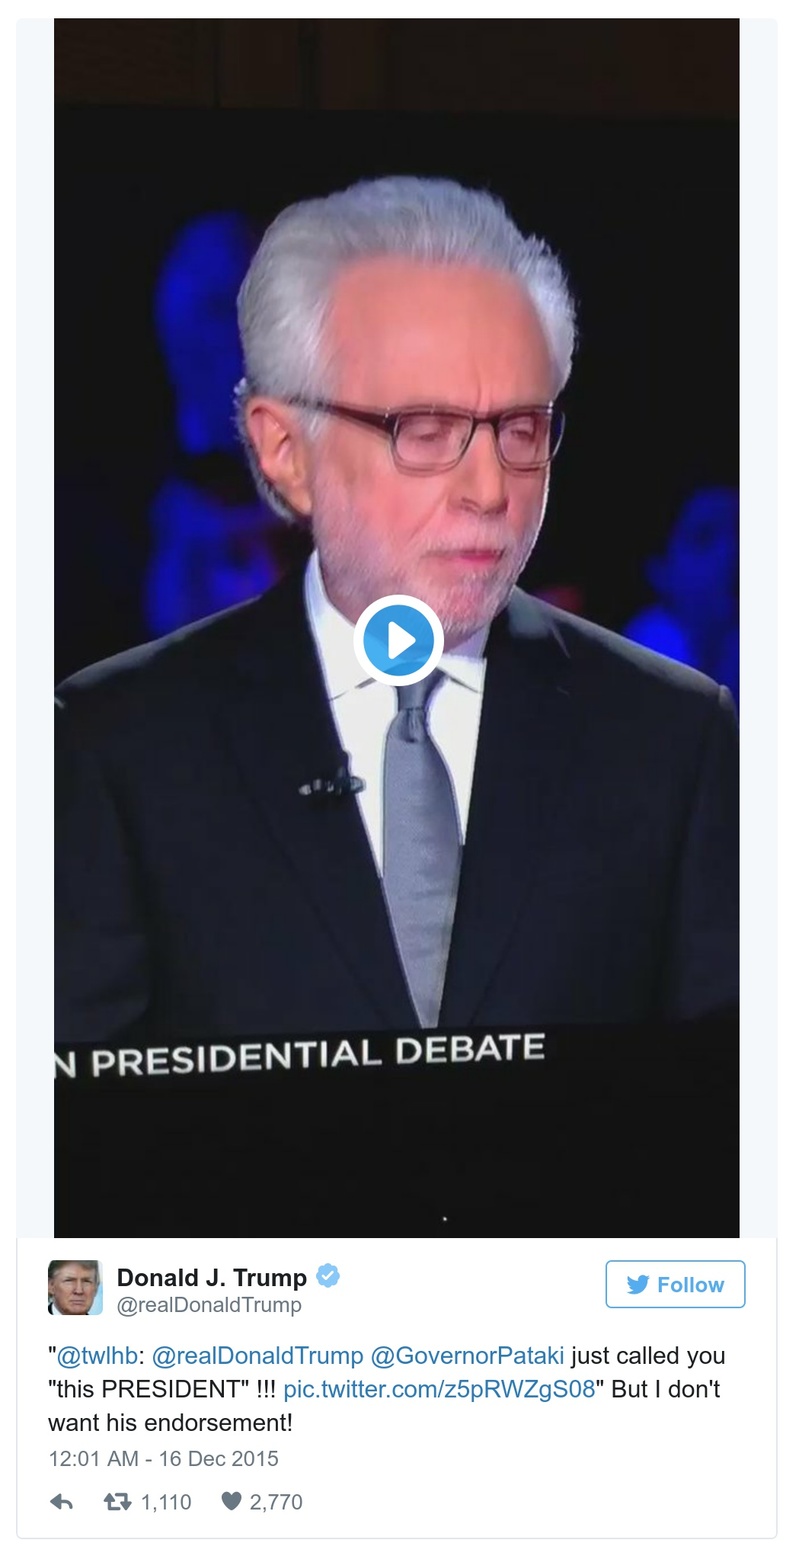 N PRESIDENTIAL DEBATE
Donald J. Trump
@realDonaldTrump
Follow
"@twlhb: @realDonaldTrump @GovernorPataki just called you
"this PRESIDENT" !!! pic.twitter.com/z5pRWZgS08" But I don't
want his endorsement!
12:01 AM - 16 Dec 2015
1,110 2,770